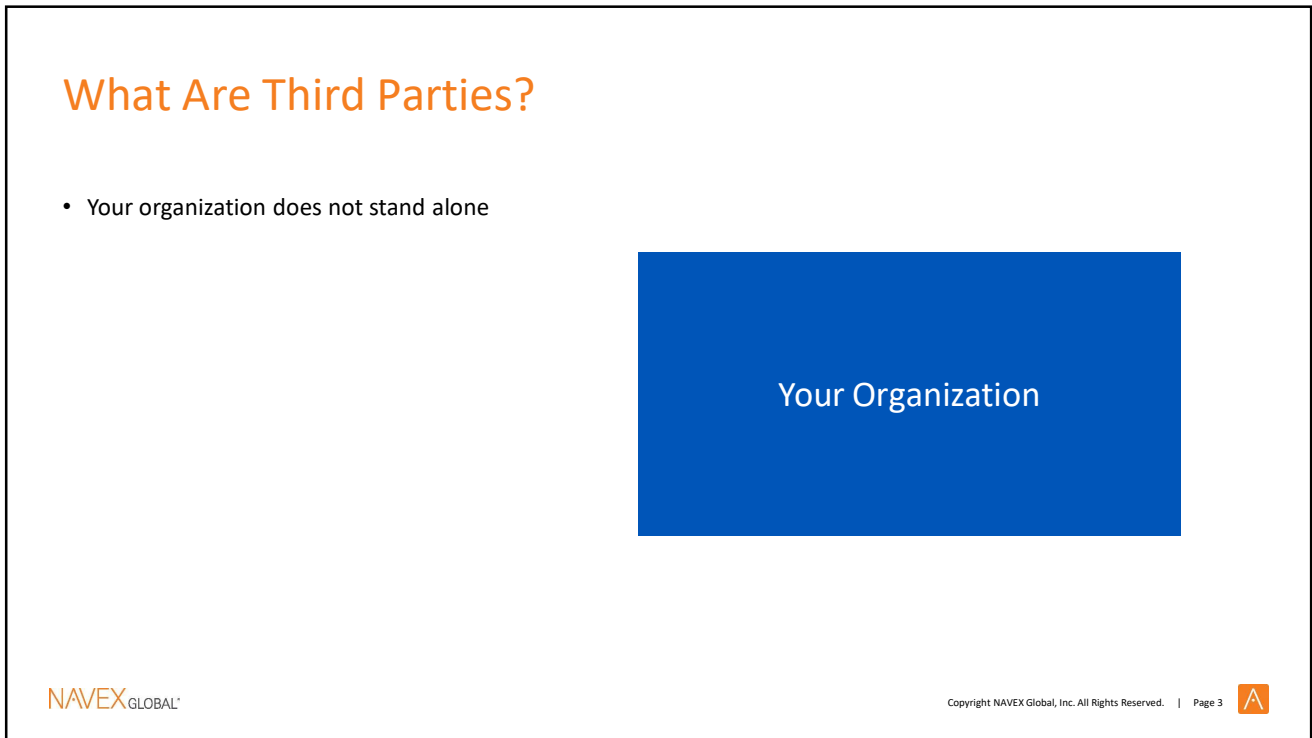 What Are Third Parties?
• Your organization does not stand alone
Your Organization
NAVEX GLOBAL™
Copyright NAVEX Global, Inc. All Rights Reserved. | Page 3